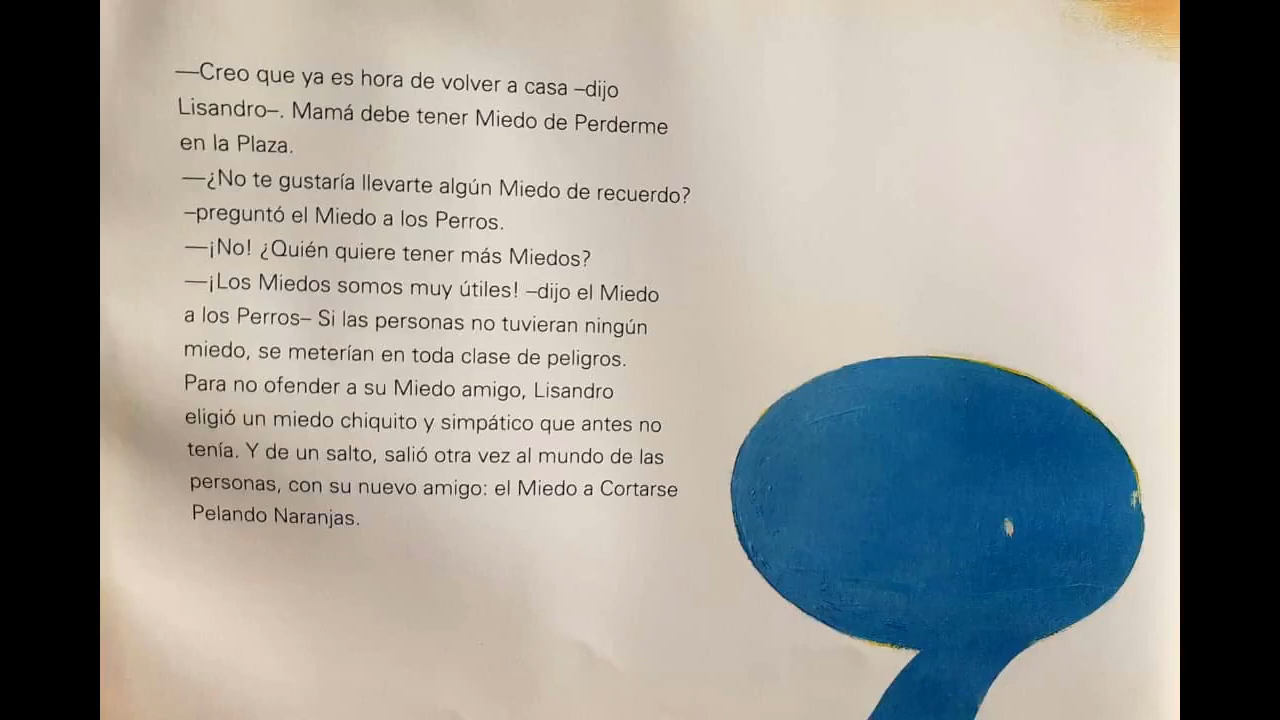 —Creo que ya es hora de volver a casa –dijo
Lisandro–. Mamá debe tener Miedo de Perderme
en la Plaza.
—¿No te gustaría llevarte algún Miedo de recuerdo?
–preguntó el Miedo a los Perros.
—¡No! ¿Quién quiere tener más Miedos?
—¡Los Miedos somos muy útiles! –dijo el Miedo
a los Perros– Si las personas no tuvieran ningún
miedo, se meterían en toda clase de peligros.
Para no ofender a su Miedo amigo, Lisandro
eligió un miedo chiquito y simpático que antes no
tenía. Y de un salto, salió otra vez al mundo de las
personas, con su nuevo amigo: el Miedo a Cortarse
Pelando Naranjas.